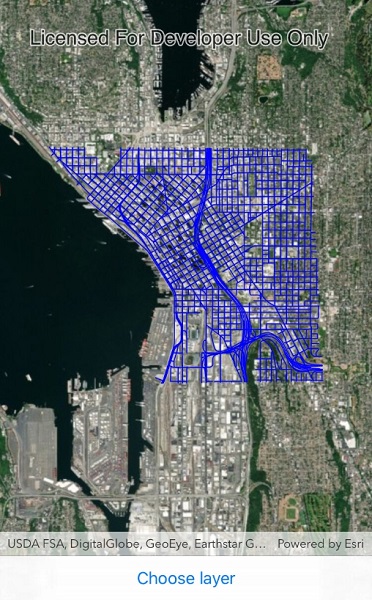 Licensed For Developer Use Only
USDA FSA, DigitalGlobe, GeoEye, Earthstar G... Powered by Esri
Choose layer